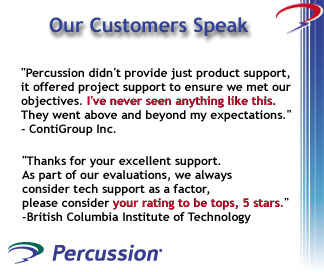 Our Customers Speak
"Percussion didn't provide just product support,
it offered project support to ensure we met our
objectives. I've never seen anything like this.
They went above and beyond my expectations."
- ContiGroup Inc.
"Thanks for your excellent support.
As part of our evaluations, we always
consider tech support as a factor,
please consider your rating to be tops, 5 stars."
-British Columbia Institute of Technology
Percussion